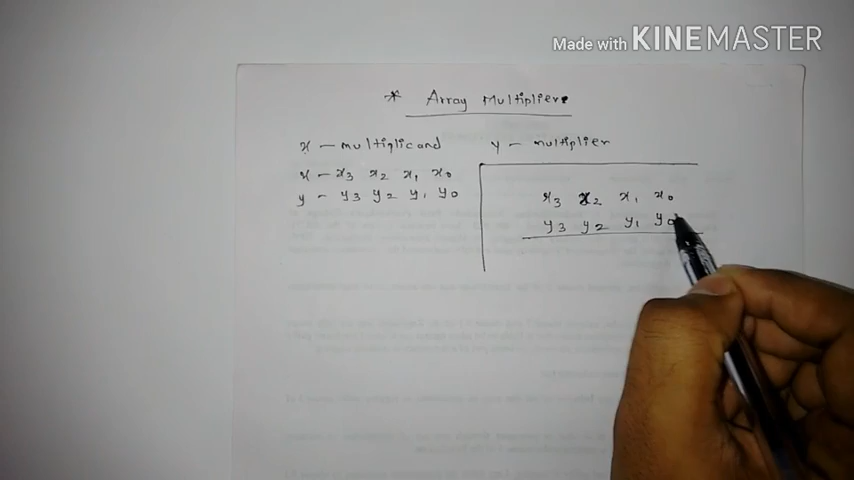 Made with KINEMASTER
* Array Multiplier
x – multiplicand y – multiplier
x – x3 x2 x1 x0
y – y3 y2 y1 y0
x3 x2 x1 x0
y3 y2 y1 y0